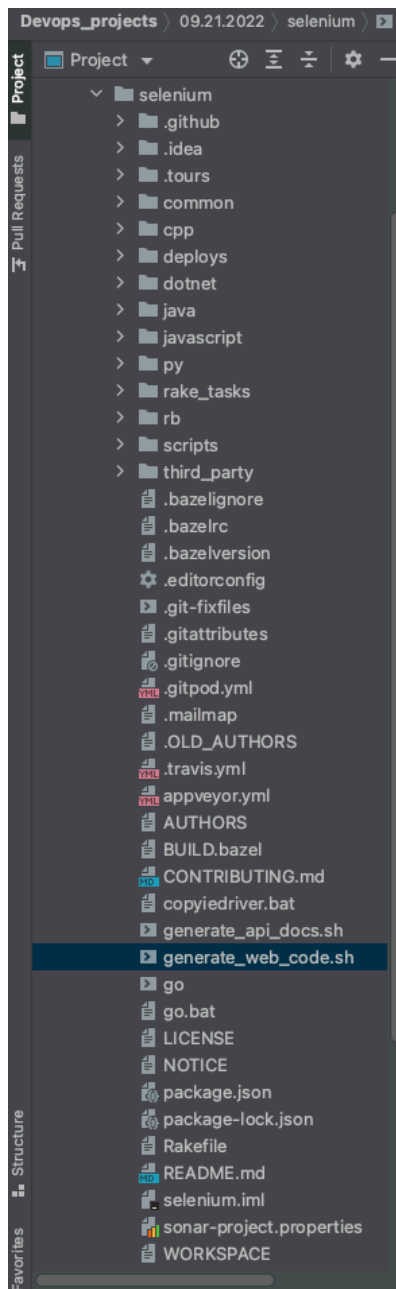 Devops_projects 〉 09.21.2022 〉 selenium 〉
Project
Project
Pull Requests
selenium
.github
.idea
.tours
common
cpp
deploys
dotnet
java
javascript
py
rake_tasks
rb
scripts
third_party
.bazelignore
.bazelrc
.bazelversion
.editorconfig
.git-fixfiles
.gitattributes
.gitignore
.gitpod.yml
.mailmap
.OLD_AUTHORS
.travis.yml
appveyor.yml
AUTHORS
BUILD.bazel
CONTRIBUTING.md
copyiedriver.bat
generate_api_docs.sh
generate_web_code.sh
go
go.bat
LICENSE
NOTICE
package.json
package-lock.json
Rakefile
README.md
selenium.iml
sonar-project.properties
WORKSPACE
Structure
Favorites